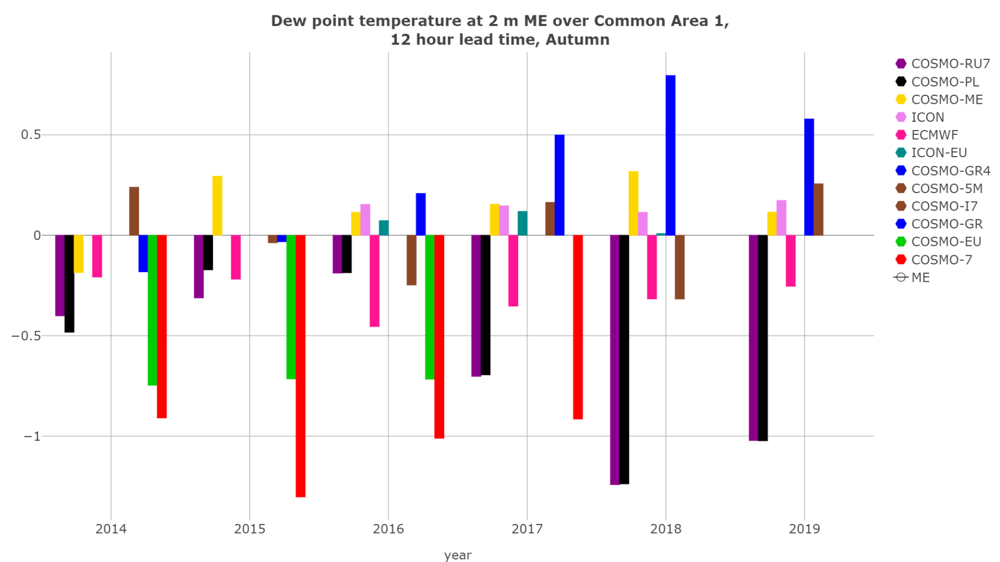 Dew point temperature at 2 m ME over Common Area 1,
12 hour lead time, Autumn
COSMO-RU7
COSMO-PL
COSMO-ME
ICON
ECMWF
ICON-EU
COSMO-GR4
COSMO-5M
COSMO-I7
COSMO-GR
COSMO-EU
COSMO-7
ME
0.5
0
−0.5
−1
2014 2015 2016 2017 2018 2019
year